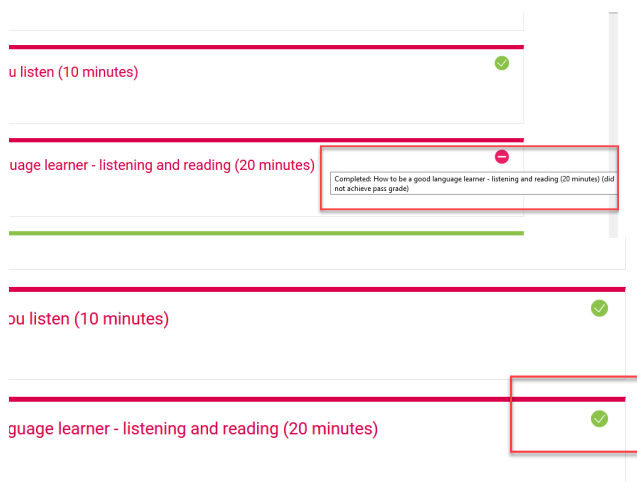 u listen (10 minutes)
uage learner - listening and reading (20 minutes)
Completed: How to be a good language learner - listening and reading (20 minutes) (did
not achieve pass grade)
ou listen (10 minutes)
guage learner - listening and reading (20 minutes)